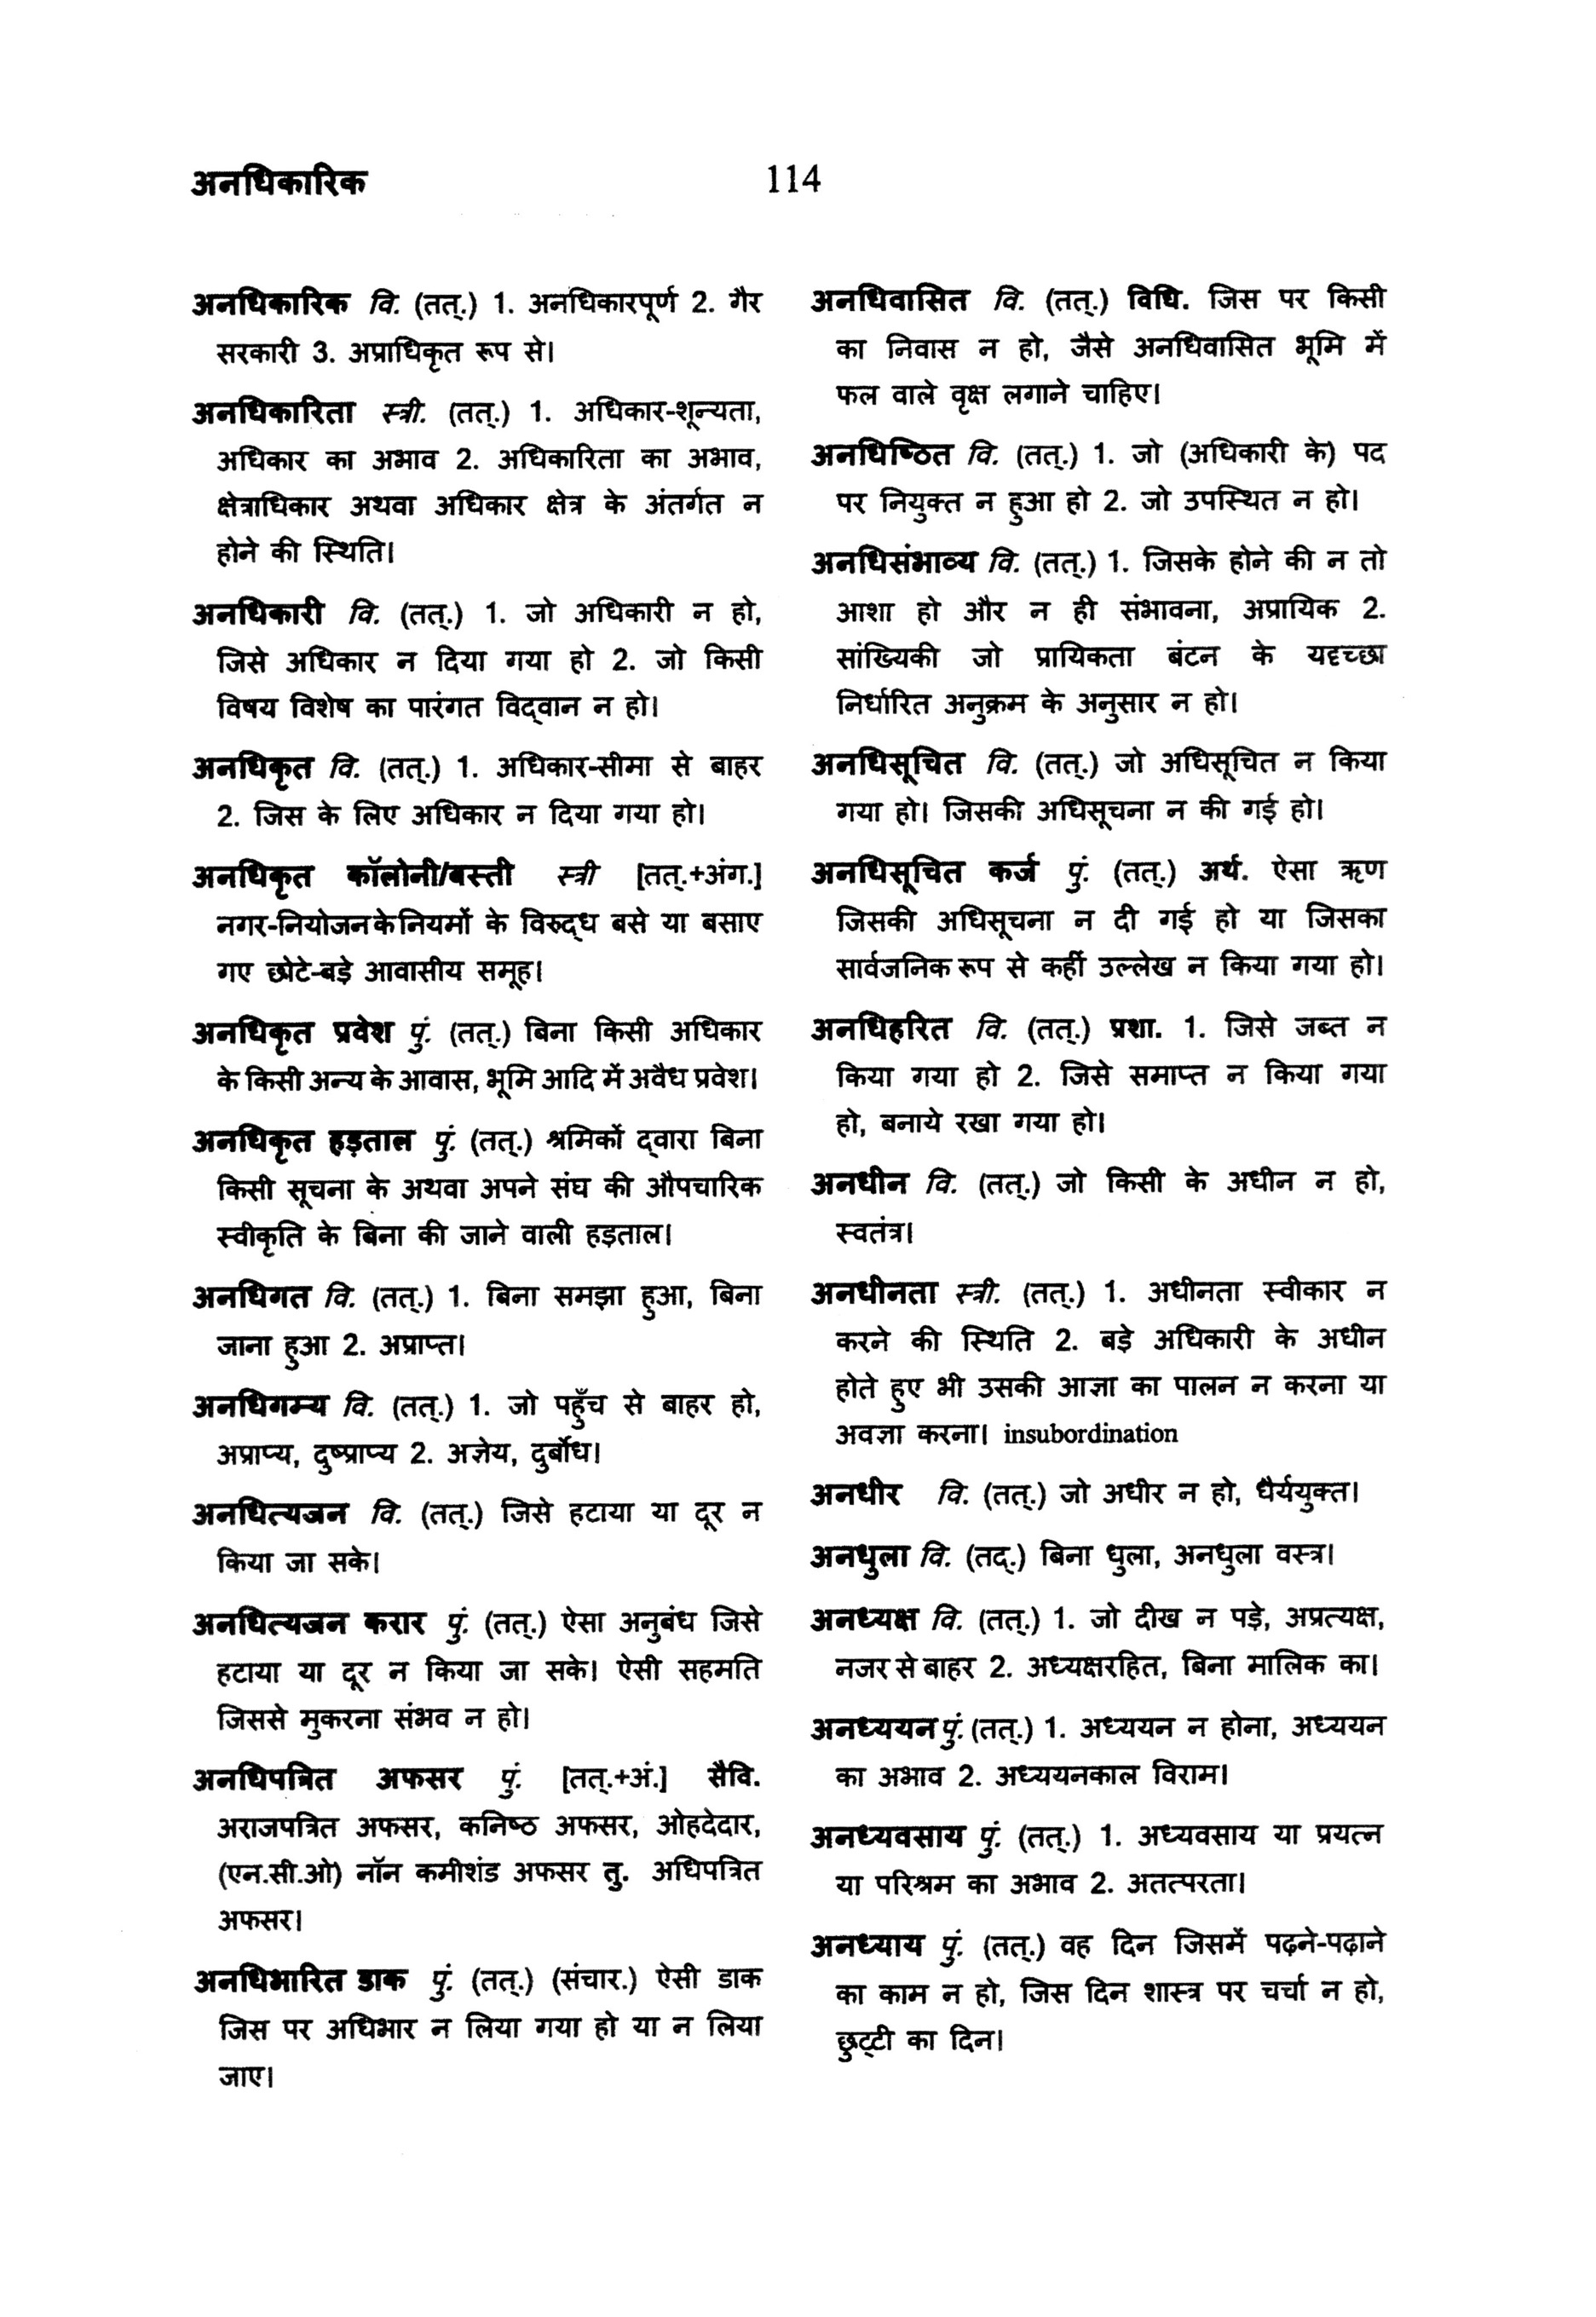 अनधिकारिक
114
अनधिकारिक वि. (तत्.) 1. अनधिकारपूर्ण 2. गैर
सरकारी 3. अप्राधिकृत रूप से।
अनधिकारिता स्त्री. (तत्.) 1. अधिकार-शून्यता,
अधिकार का अभाव 2. अधिकारिता का अभाव,
क्षेत्राधिकार अथवा अधिकार क्षेत्र के अंतर्गत न
होने की स्थिति।
अनधिकारी वि. (तत्.) 1. जो अधिकारी न हो,
जिसे अधिकार न दिया गया हो 2. जो किसी
विषय विशेष का पारंगत विद्‌वान न हो।
अनधिकृत वि. (तत्.) 1. अधिकार-सीमा से बाहर
2. जिस के लिए अधिकार न दिया गया हो।
अनधिकृत कॉलोनी/बस्ती स्त्री [तत्.+अंग.]
नगर-नियोजन के नियमों के विरुद्‌ध बसे या बसाए
गए छोटे-बड़े आवासीय समूह।
अनधिकृत प्रवेश पुं. (तत्.) बिना किसी अधिकार
के किसी अन्य के आवास, भूमि आदि में अवैध प्रवेश।
अनधिकृत हड़ताल पुं. (तत्.) श्रमिकों द्‌वारा बिना
किसी सूचना के अथवा अपने संघ की औपचारिक
स्वीकृति के बिना की जाने वाली हड़ताल।
अनधिगत वि. (तत्.) 1. बिना समझा हुआ, बिना
जाना हुआ 2. अप्राप्त।
अनधिगम्य वि. (तत्.) 1. जो पहुँच से बाहर हो,
अप्राप्य, दुष्प्राप्य 2. अज्ञेय, दुर्बोध।
अनधित्यजन वि. (तत्.) जिसे हटाया या दूर न
किया जा सके।
अनधित्यजन करार पुं. (तत्.) ऐसा अनुबंध जिसे
हटाया या दूर न किया जा सके। ऐसी सहमति
जिससे मुकरना संभव न हो।
अनधिपत्रित अफसर पुं. [तत्.+अं.] सैवि.
अराजपत्रित अफसर, कनिष्ठ अफसर, ओहदेदार,
(एन.सी.ओ) नॉन कमीशंड अफसर तु. अधिपत्रित
अफसर।
अनधिभारित डाक पुं. (तत्.) (संचार.) ऐसी डाक
जिस पर अधिभार न लिया गया हो या न लिया
जाए।
अनधिवासित वि. (तत्.) विधि. जिस पर किसी
का निवास न हो, जैसे अनधिवासित भूमि में
फल वाले वृक्ष लगाने चाहिए।
अनधिष्ठित वि. (तत्.) 1. जो (अधिकारी के) पद
पर नियुक्त न हुआ हो 2. जो उपस्थित न हो।
अनधिसंभाव्य वि. (तत्.) 1. जिसके होने की न तो
आशा हो और न ही संभावना, अप्रायिक 2.
सांख्यिकी जो प्रायिकता बंटन के यदृच्छा
निर्धारित अनुक्रम के अनुसार न हो।
अनधिसूचित वि. (तत्.) जो अधिसूचित न किया
गया हो। जिसकी अधिसूचना न की गई हो।
अनधिसूचित कर्ज पुं. (तत्.) अर्थ. ऐसा ऋण
जिसकी अधिसूचना न दी गई हो या जिसका
सार्वजनिक रूप से कहीं उल्लेख न किया गया हो।
अनधिहरित वि. (तत्.) प्रशा. 1. जिसे जब्त न
किया गया हो 2. जिसे समाप्त न किया गया
हो, बनाये रखा गया हो।
अनधीन वि. (तत्.) जो किसी के अधीन न हो,
स्वतंत्र।
अनधीनता स्त्री. (तत्.) 1. अधीनता स्वीकार न
करने की स्थिति 2. बड़े अधिकारी के अधीन
होते हुए भी उसकी आज्ञा का पालन न करना या
अवज्ञा करना। insubordination
अनधीर वि. (तत्.) जो अधीर न हो, धैर्ययुक्त।
अनधुला वि. (तद्.) बिना धुला, अनधुला वस्त्र।
अनध्यक्ष वि. (तत्.) 1. जो दीख न पड़े, अप्रत्यक्ष,
नजर से बाहर 2. अध्यक्षरहित, बिना मालिक का।
अनध्ययन पुं. (तत्.) 1. अध्ययन न होना, अध्ययन
का अभाव 2. अध्ययनकाल विराम।
अनध्यवसाय पुं. (तत्.) 1. अध्यवसाय या प्रयत्न
या परिश्रम का अभाव 2. अतत्परता।
अनध्याय पुं. (तत्.) वह दिन जिसमें पढ़ने-पढ़ाने
का काम न हो, जिस दिन शास्त्र पर चर्चा न हो,
छुट्‌टी का दिन।